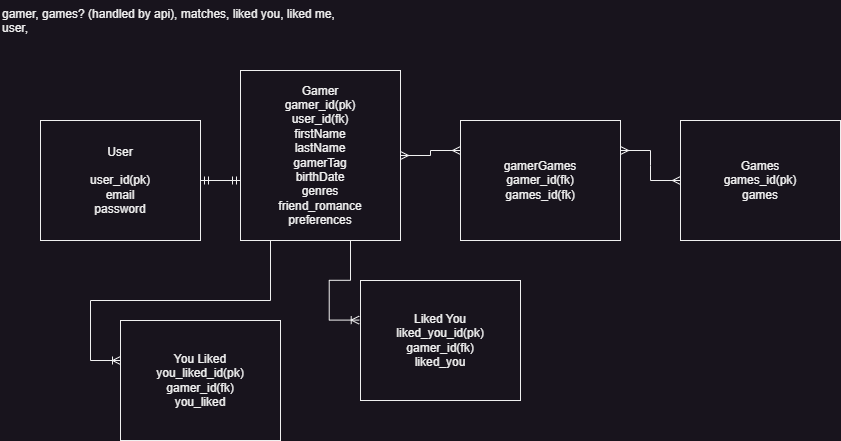 gamer, games? (handled by api), matches, liked you, liked me,
user,
User
user_id(pk)
email
password
Gamer
gamer_id(pk)
user_id(fk)
firstName
lastName
gamerTag
birthDate
genres
friend_romance
preferences
gamerGames
gamer_id(fk)
games_id(fk)
Games
games_id(pk)
games
You Liked
you_liked_id(pk)
gamer_id(fk)
you_liked
Liked You
liked_you_id(pk)
gamer_id(fk)
liked_you